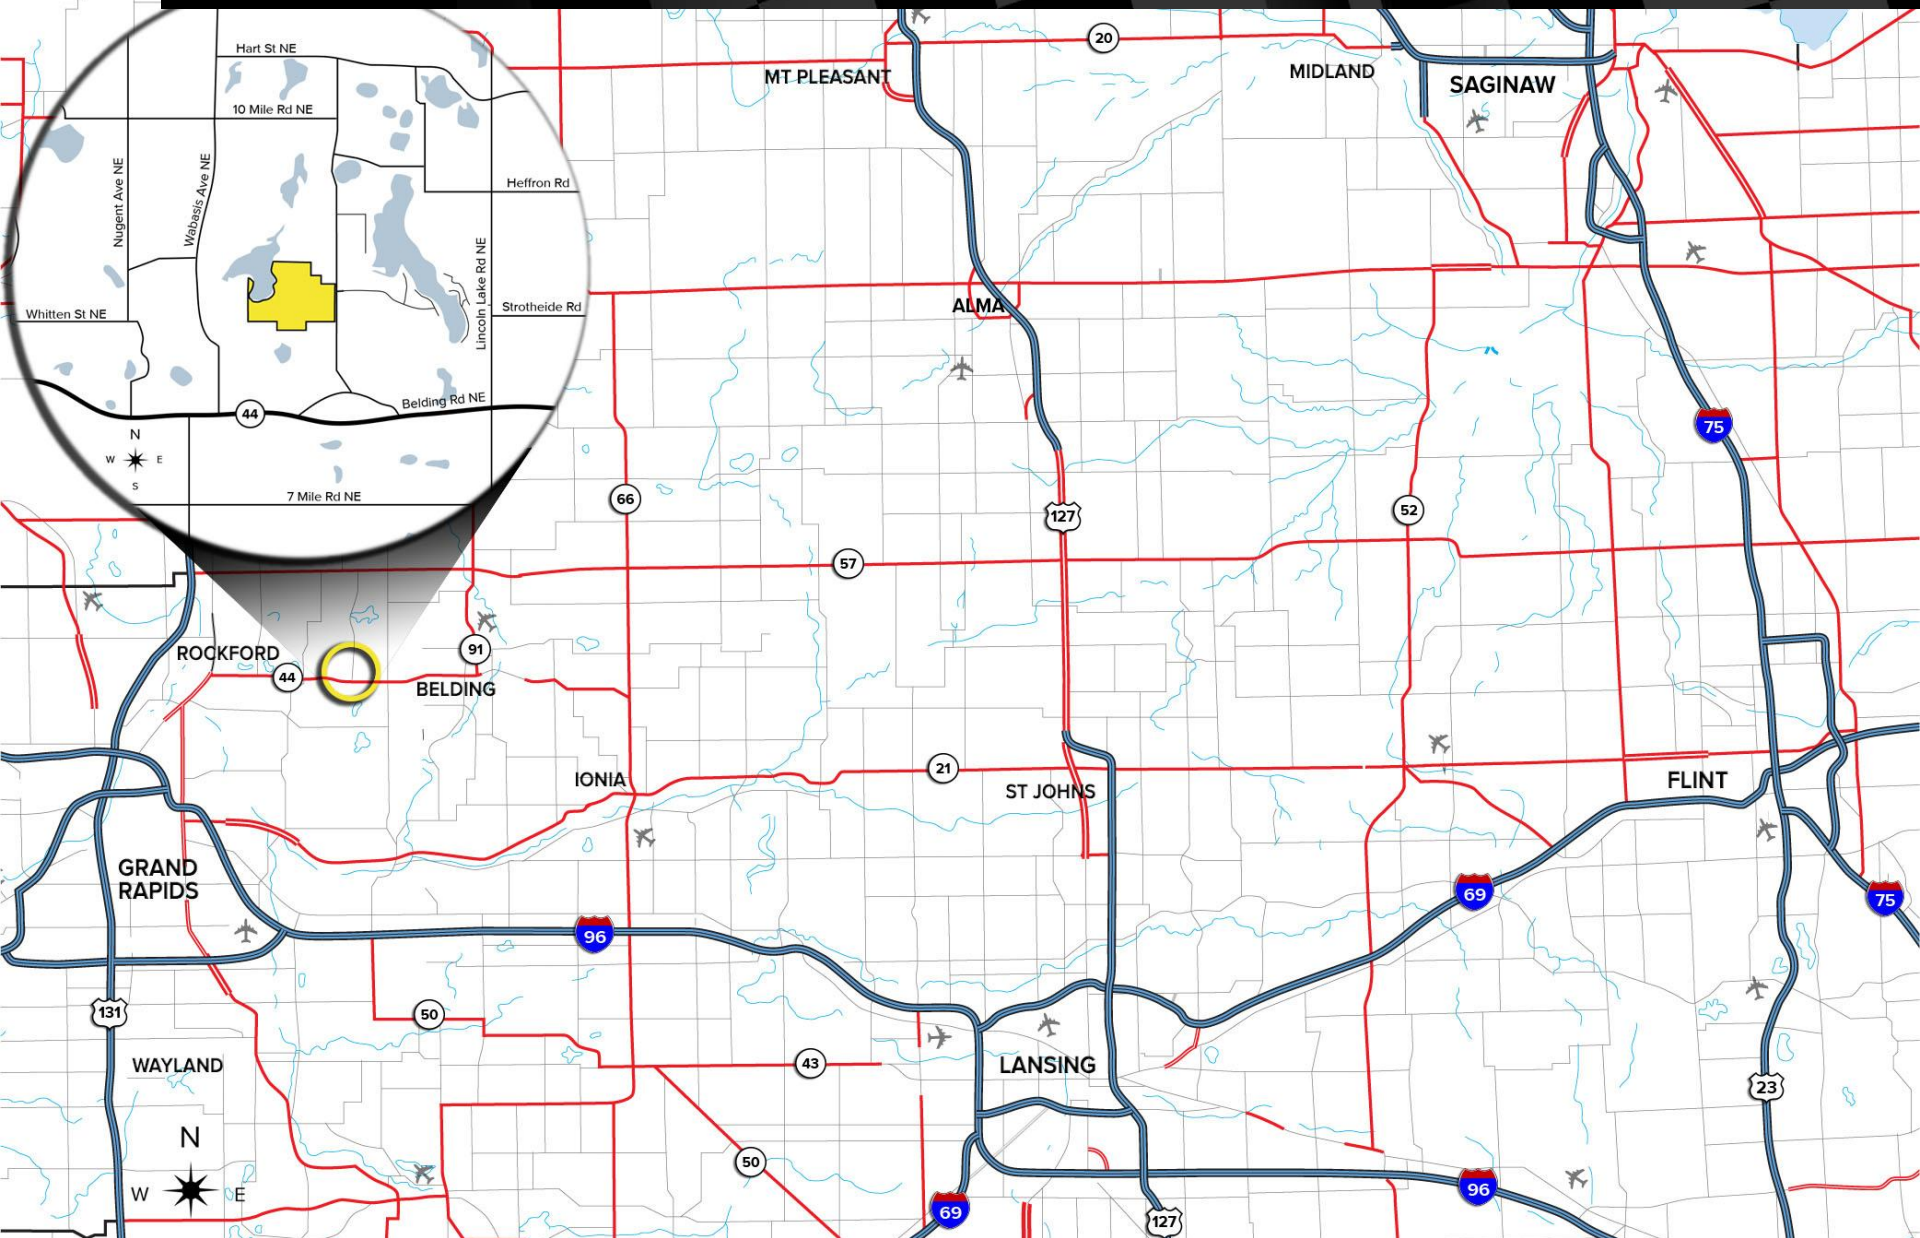 Hart St NE
10 Mile Rd NE
Nugent Ave NE
Wabasis Ave NE
Heffron Rd
Lincoln Lake Rd NE
Strotheide Rd
Whitten St NE
Belding Rd NE
44
N
W E
S
7 Mile Rd NE
20
MT PLEASANT
MIDLAND
SAGINAW
ALMA
75
66
127
52
57
ROCKFORD
44
91
BELDING
21
IONIA
ST JOHNS
FLINT
GRAND
RAPIDS
69
75
96
131
50
43
WAYLAND
LANSING
23
N
W E
50
69
96
127